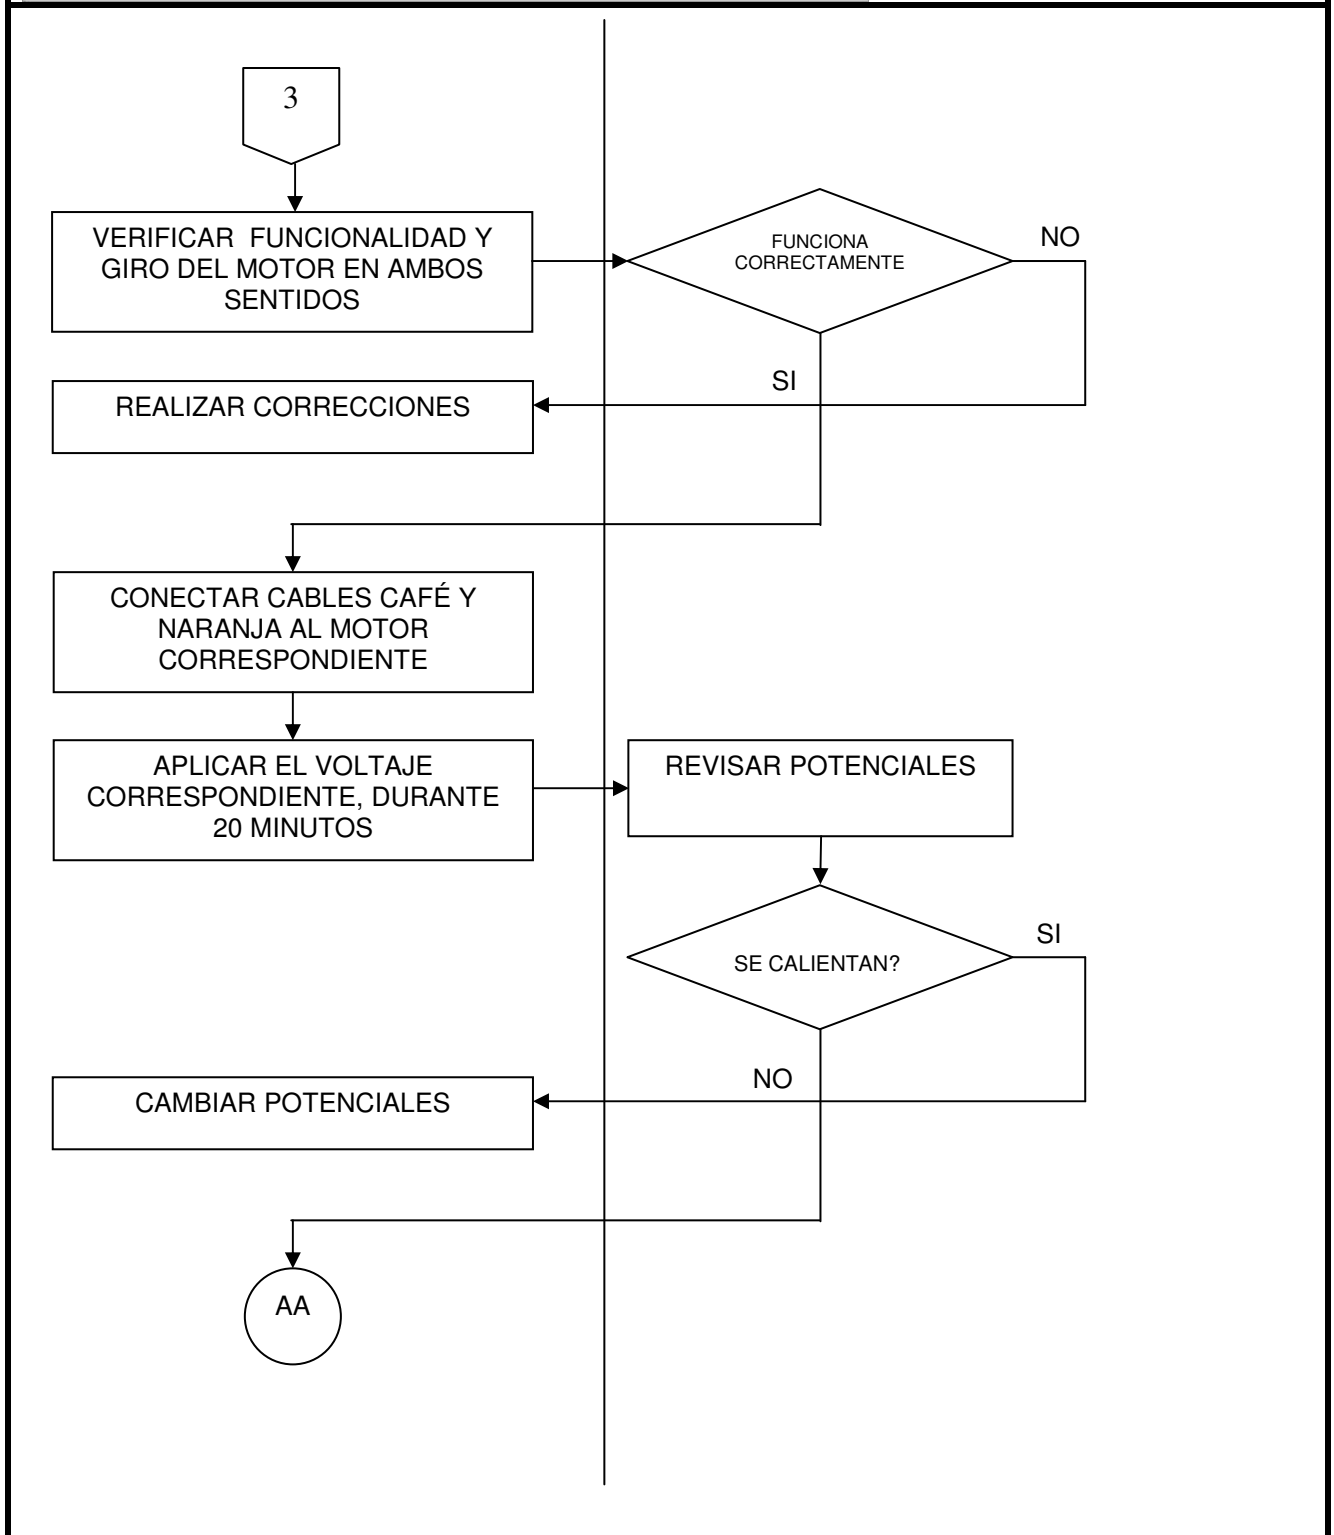 3
VERIFICAR FUNCIONALIDAD Y
GIRO DEL MOTOR EN AMBOS
SENTIDOS
FUNCIONA
CORRECTAMENTE
NO
SI
REALIZAR CORRECCIONES
CONECTAR CABLES CAFÉ Y
NARANJA AL MOTOR
CORRESPONDIENTE
APLICAR EL VOLTAJE
CORRESPONDIENTE, DURANTE
20 MINUTOS
REVISAR POTENCIALES
SE CALIENTAN?
SI
NO
CAMBIAR POTENCIALES
AA